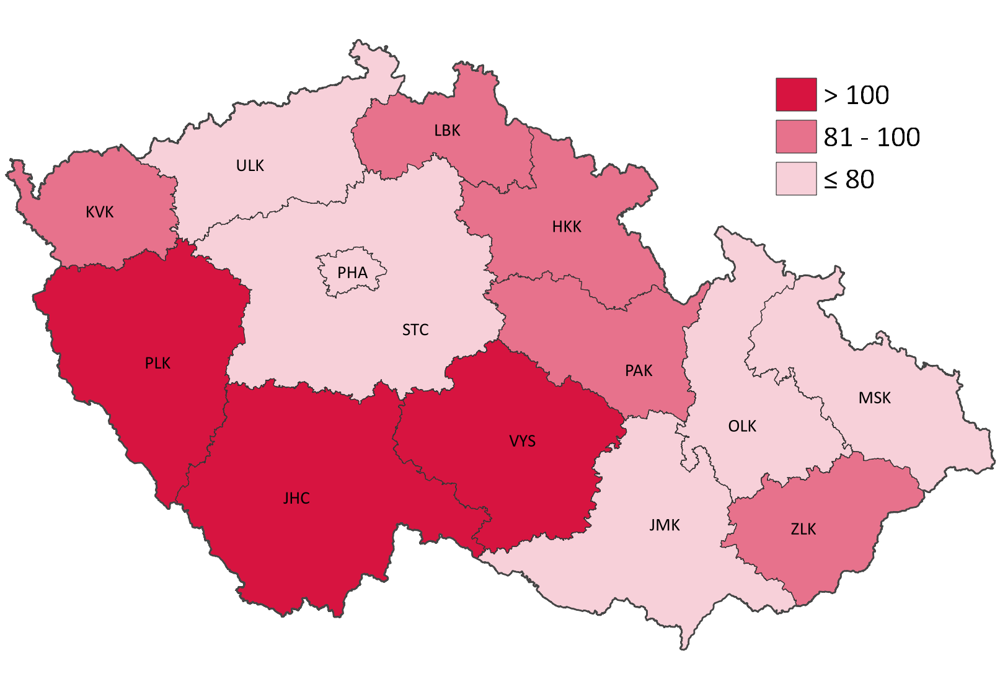 > 100
81 - 100
≤ 80
LBK
ULK
KVK
HKK
PHA
STC
PLK
PAK
MSK
OLK
VYS
JHC
JMK
ZLK